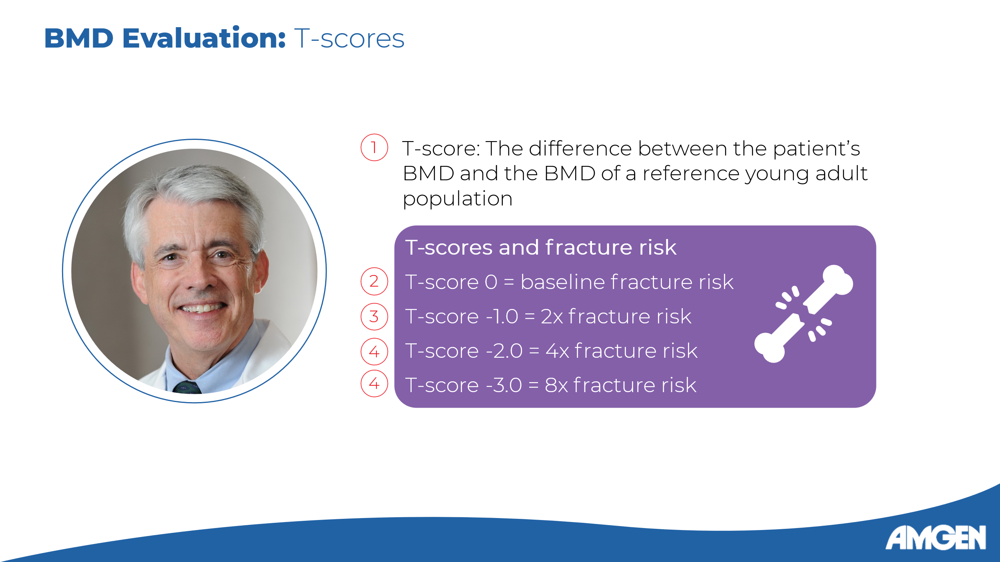 BMD Evaluation: T-scores
1
T-score: The difference between the patient’s
BMD and the BMD of a reference young adult
population
T-scores and fracture risk
2
T-score 0 = baseline fracture risk
3
T-score -1.0 = 2x fracture risk
4
T-score -2.0 = 4x fracture risk
4
T-score -3.0 = 8x fracture risk
AMGEN